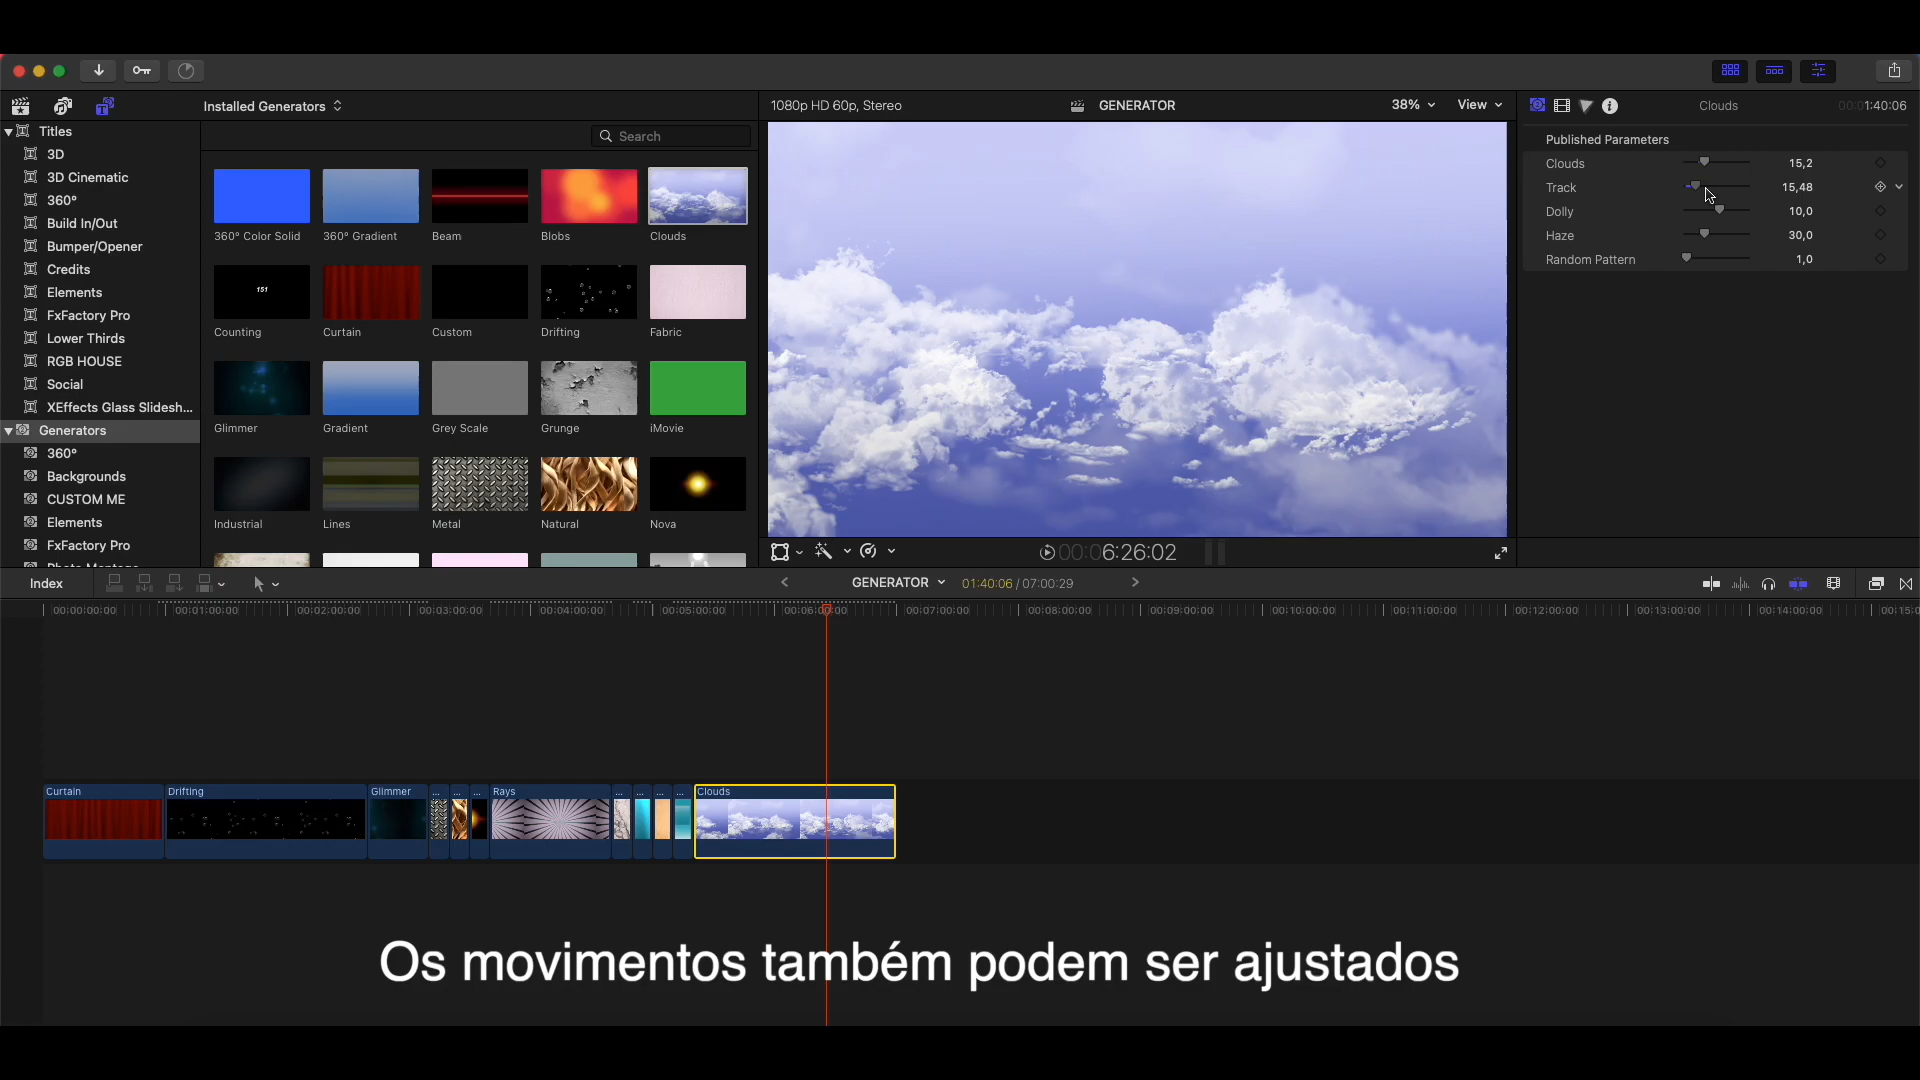 Installed Generators
1080p HD 60p, Stereo
GENERATOR
38%
View
Clouds
00:01:40:06
Titles
3D
3D Cinematic
360°
Build In/Out
Bumper/Opener
Credits
Elements
FxFactory Pro
Lower Thirds
RGB HOUSE
Social
XEffects Glass Slidesh...
Generators
360°
Backgrounds
CUSTOM ME
Elements
FxFactory Pro
Search
360° Color Solid
360° Gradient
Beam
Blobs
Clouds
151
Counting
Curtain
Custom
Drifting
Fabric
Glimmer
Gradient
Grey Scale
Grunge
iMovie
Industrial
Lines
Metal
Natural
Nova
Published Parameters
Clouds 15,2
Track 15,48
Dolly 10,0
Haze 30,0
Random Pattern 1,0
00:06:26:02
Index
GENERATOR
01:40:06 / 07:00:29
00:00:00:00
00:01:00:00
00:02:00:00
00:03:00:00
00:04:00:00
00:05:00:00
00:06:00:00
00:07:00:00
00:08:00:00
00:09:00:00
00:10:00:00
00:11:00:00
00:12:00:00
00:13:00:00
00:14:00:00
Curtain
Drifting
Glimmer
...
...
...
Rays
...
...
...
...
Clouds
Os movimentos também podem ser ajustados